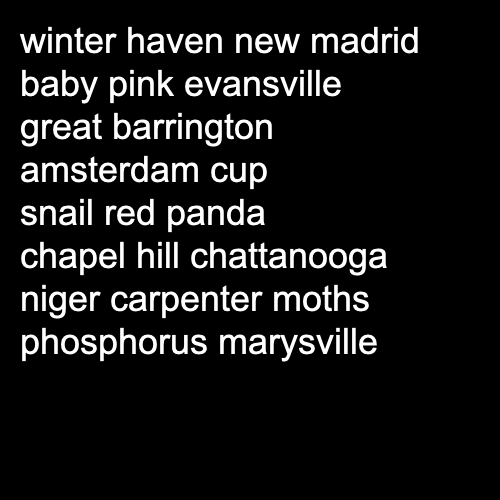 winter haven new madrid
baby pink evansville
great barrington
amsterdam cup
snail red panda
chapel hill chattanooga
niger carpenter moths
phosphorus marysville